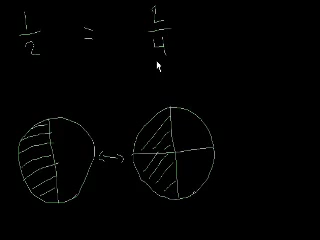 1/2 = 2/4